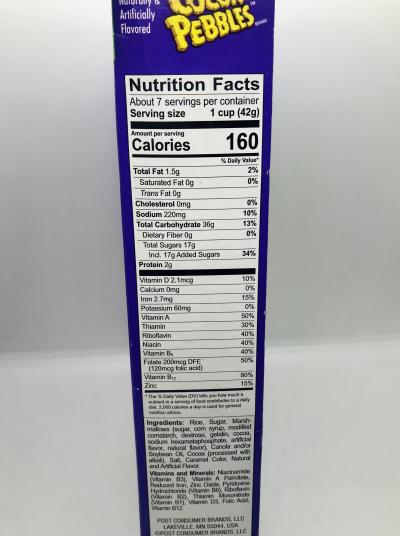 Naturally &
Artificially
Flavored
COCOA
PEBBLES™
BRAND
Nutrition Facts
About 7 servings per container
Serving size 1 cup (42g)
Amount per serving
Calories 160
% Daily Value*
Total Fat 1.5g 2%
Saturated Fat 0g 0%
Trans Fat 0g
Cholesterol 0mg 0%
Sodium 220mg 10%
Total Carbohydrate 36g 13%
Dietary Fiber 0g 0%
Total Sugars 17g
Incl. 17g Added Sugars 34%
Protein 2g
Vitamin D 2.1mcg 10%
Calcium 0mg 0%
Iron 2.7mg 15%
Potassium 60mg 0%
Vitamin A 50%
Thiamin 30%
Riboflavin 40%
Niacin 40%
Vitamin B₆ 40%
Folate 200mcg DFE 50%
(120mcg folic acid)
Vitamin B₁₂ 80%
Zinc 15%
* The % Daily Value (DV) tells you how much a
nutrient in a serving of food contributes to a daily
diet. 2,000 calories a day is used for general
nutrition advice.
Ingredients: Rice, Sugar, Marsh-
mallows (sugar, corn syrup, modified
cornstarch, dextrose, gelatin, cocoa,
sodium hexametaphosphate, artificial
flavor, natural flavor), Canola and/or
Soybean Oil, Cocoa (processed with
alkali), Salt, Caramel Color, Natural
and Artificial Flavor.
Vitamins and Minerals: Niacinamide
(Vitamin B3), Vitamin A Palmitate,
Reduced Iron, Zinc Oxide, Pyridoxine
Hydrochloride (Vitamin B6), Riboflavin
(Vitamin B2), Thiamin Mononitrate
(Vitamin B1), Vitamin D3, Folic Acid,
Vitamin B12.
POST CONSUMER BRANDS, LLC
LAKEVILLE, MN 55044, USA
©POST CONSUMER BRANDS, LLC